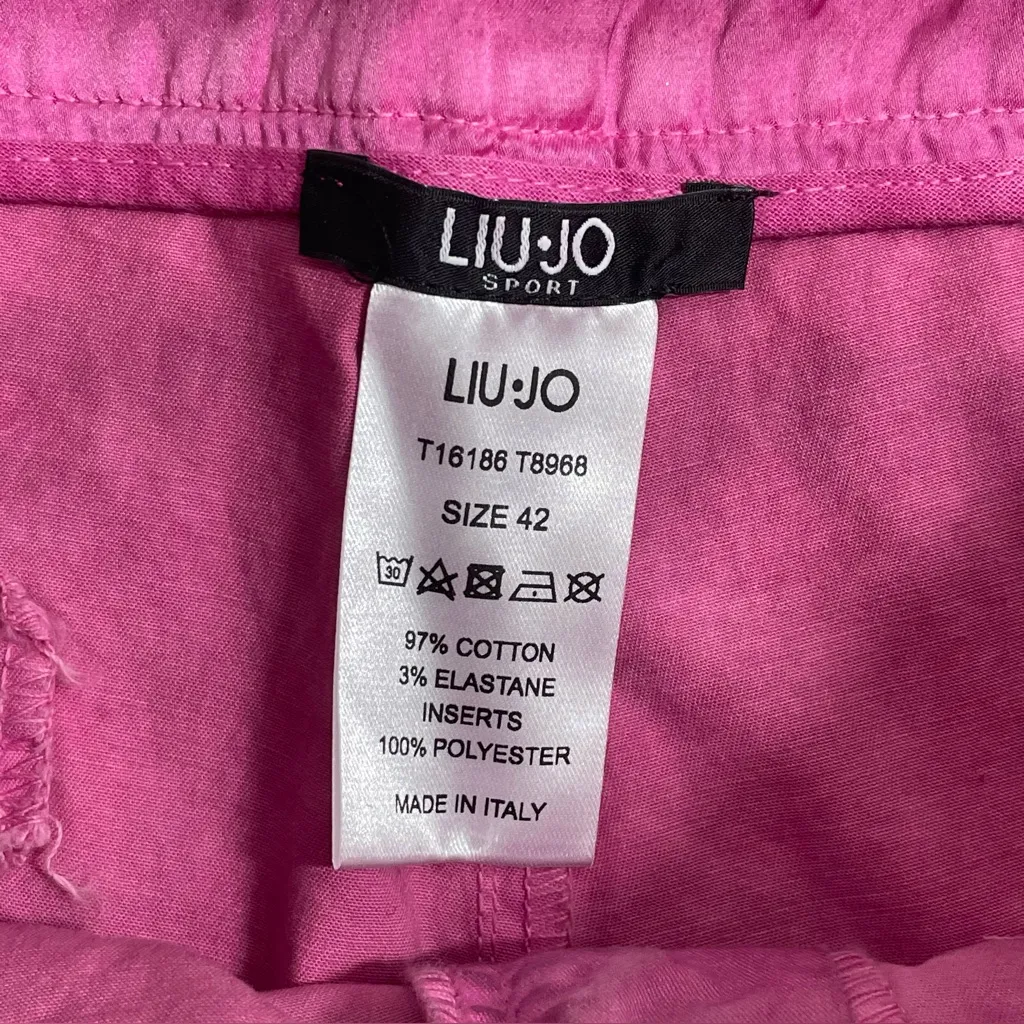 LIU·JO
SPORT
LIU·JO
T16186 T8968
SIZE 42
30
97% COTTON
3% ELASTANE
INSERTS
100% POLYESTER
MADE IN ITALY